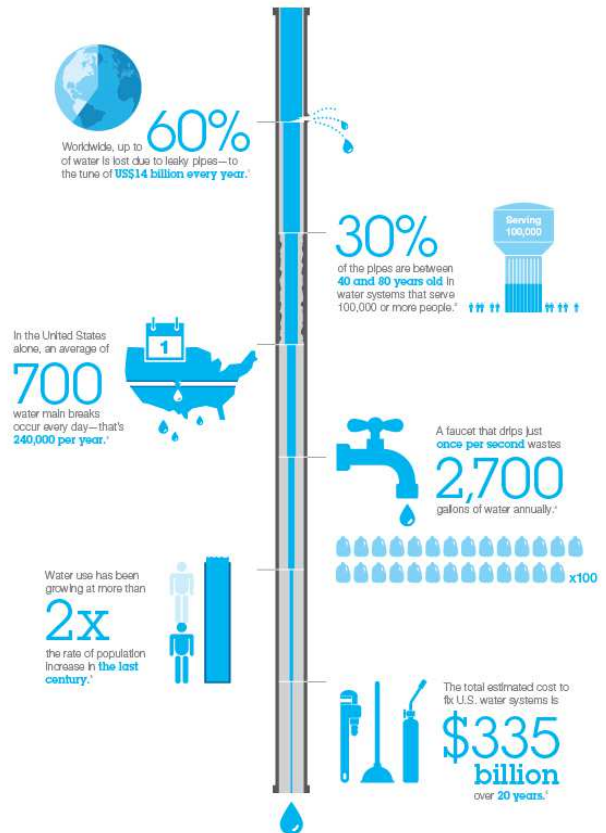 Worldwide, up to 60%
of water is lost due to leaky pipes—to
the tune of US$14 billion every year.
30%
of the pipes are between
40 and 80 years old in
water systems that serve
100,000 or more people.
Serving
100,000
In the United States
alone, an average of
700
water main breaks
occur every day—that's
240,000 per year.
1
A faucet that drips just
once per second wastes
2,700
gallons of water annually.
x100
Water use has been
growing at more than
2x
the rate of population
increase in the last
century.
The total estimated cost to
fix U.S. water systems is
$335
billion
over 20 years.